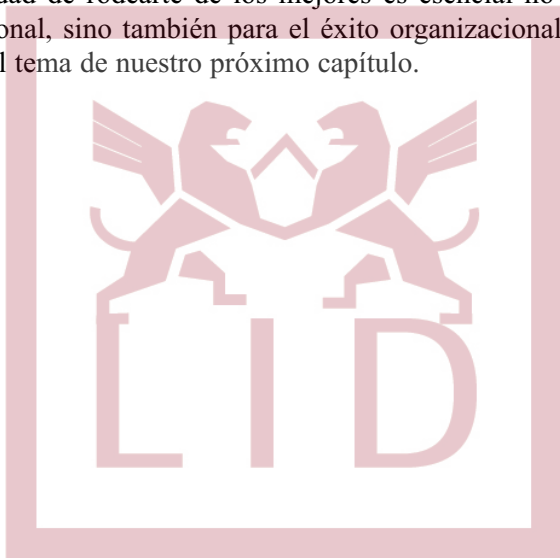 de rodearte de los mejores es esencial no
sino también para el éxito organizacional
tema de nuestro próximo capítulo.
LID